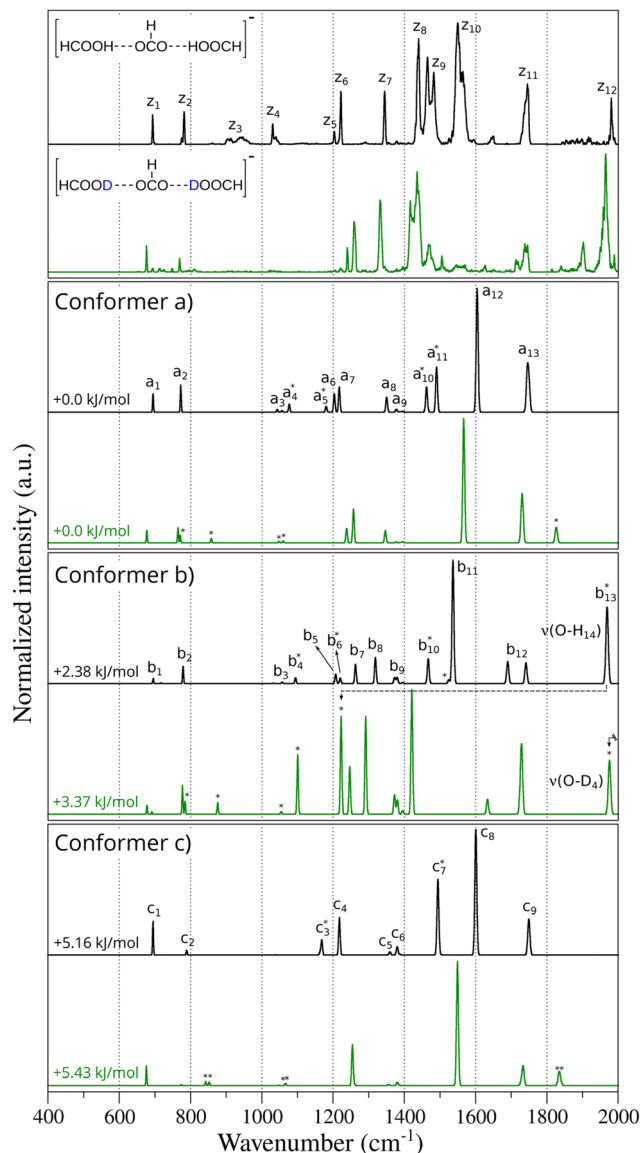 H
[HCOOH---OCO---HOOCH]⁻
z₁ z₂ z₃ z₄ z₅ z₆ z₇ z₈ z₉ z₁₀ z₁₁ z₁₂
H
[HCOOD---OCO---DOOCH]⁻
Conformer a)
a₁ a₂ a₃ a₄* a₅* a₆ a₇ a₈ a₉ a₁₀* a₁₁* a₁₂ a₁₃
+0.0 kJ/mol
* * * * *
+0.0 kJ/mol
Conformer b)
b₁ b₂ b₃ b₄* b₅ b₆* b₇ b₈ b₉ b₁₀* b₁₁ * b₁₂ b₁₃*
ν(O-H₁₄)
+2.38 kJ/mol
* * * * * * *
ν(O-D₄)
+3.37 kJ/mol
Conformer c)
c₁ c₂ c₃* c₄ c₅ c₆ c₇* c₈ c₉
+5.16 kJ/mol
** ** **
+5.43 kJ/mol
400 600 800 1000 1200 1400 1600 1800 2000
Wavenumber (cm⁻¹)
Normalized intensity (a.u.)